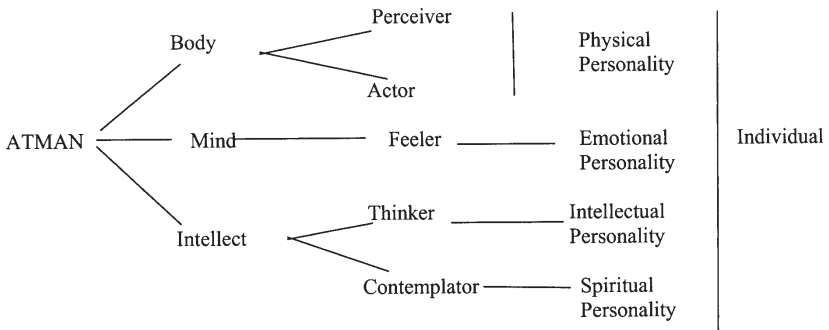 Perceiver
Body
Physical
Personality
Actor
ATMAN
Mind
Feeler
Emotional
Personality
Individual
Thinker
Intellectual
Personality
Intellect
Contemplator
Spiritual
Personality